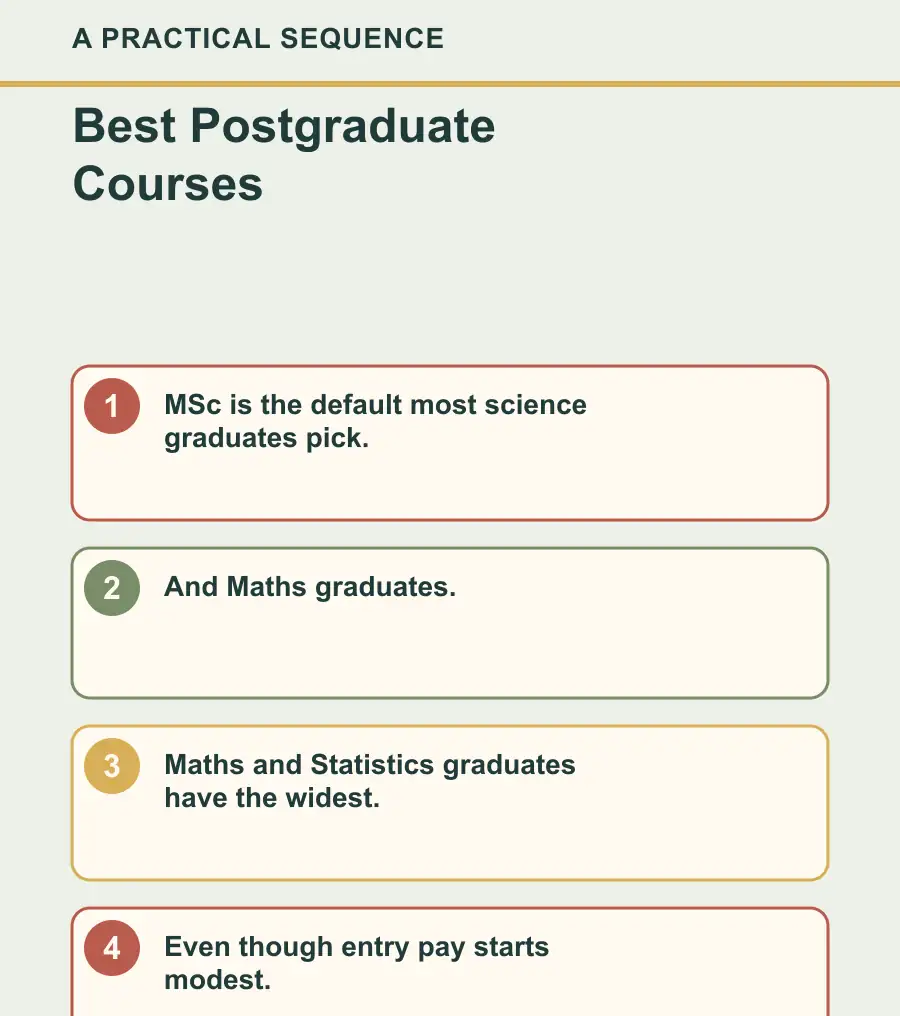 A PRACTICAL SEQUENCE
Best Postgraduate
Courses
1
MSc is the default most science
graduates pick.
2
And Maths graduates.
3
Maths and Statistics graduates
have the widest.
4
Even though entry pay starts
modest.